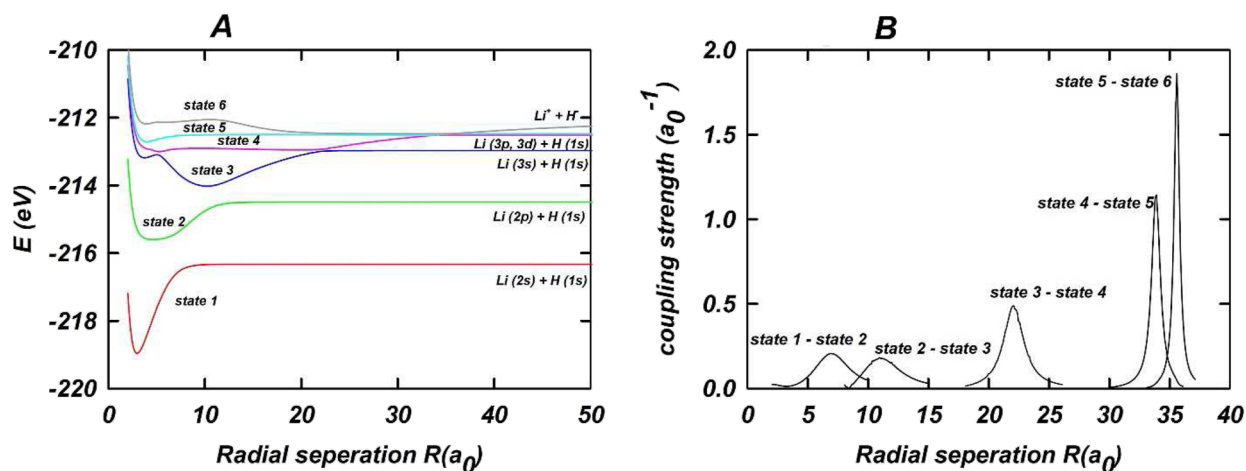 A
-210
-212
-214
-216
-218
-220
E (eV)
state 6
state 5
state 4
state 3
state 2
state 1
Li⁺ + H⁻
Li (3p, 3d) + H (1s)
Li (3s) + H (1s)
Li (2p) + H (1s)
Li (2s) + H (1s)
0 10 20 30 40 50
Radial seperation R(a₀)
B
2.0
1.5
1.0
0.5
0.0
coupling strength (a₀⁻¹)
state 5 - state 6
state 4 - state 5
state 3 - state 4
state 1 - state 2
state 2 - state 3
0 5 10 15 20 25 30 35 40
Radial seperation R(a₀)